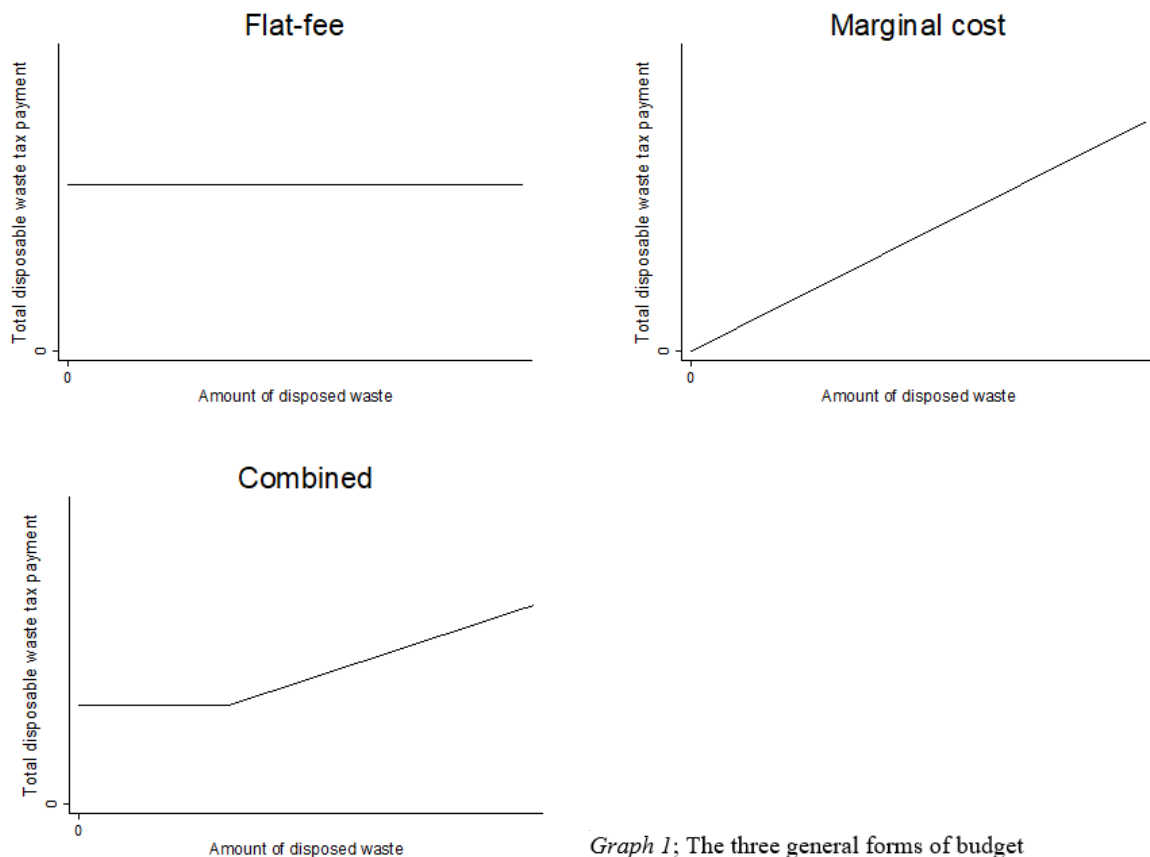 Flat-fee
Total disposable waste tax payment
0
0
Amount of disposed waste
Marginal cost
Total disposable waste tax payment
0
0
Amount of disposed waste
Combined
Total disposable waste tax payment
0
0
Amount of disposed waste
Graph 1; The three general forms of budget